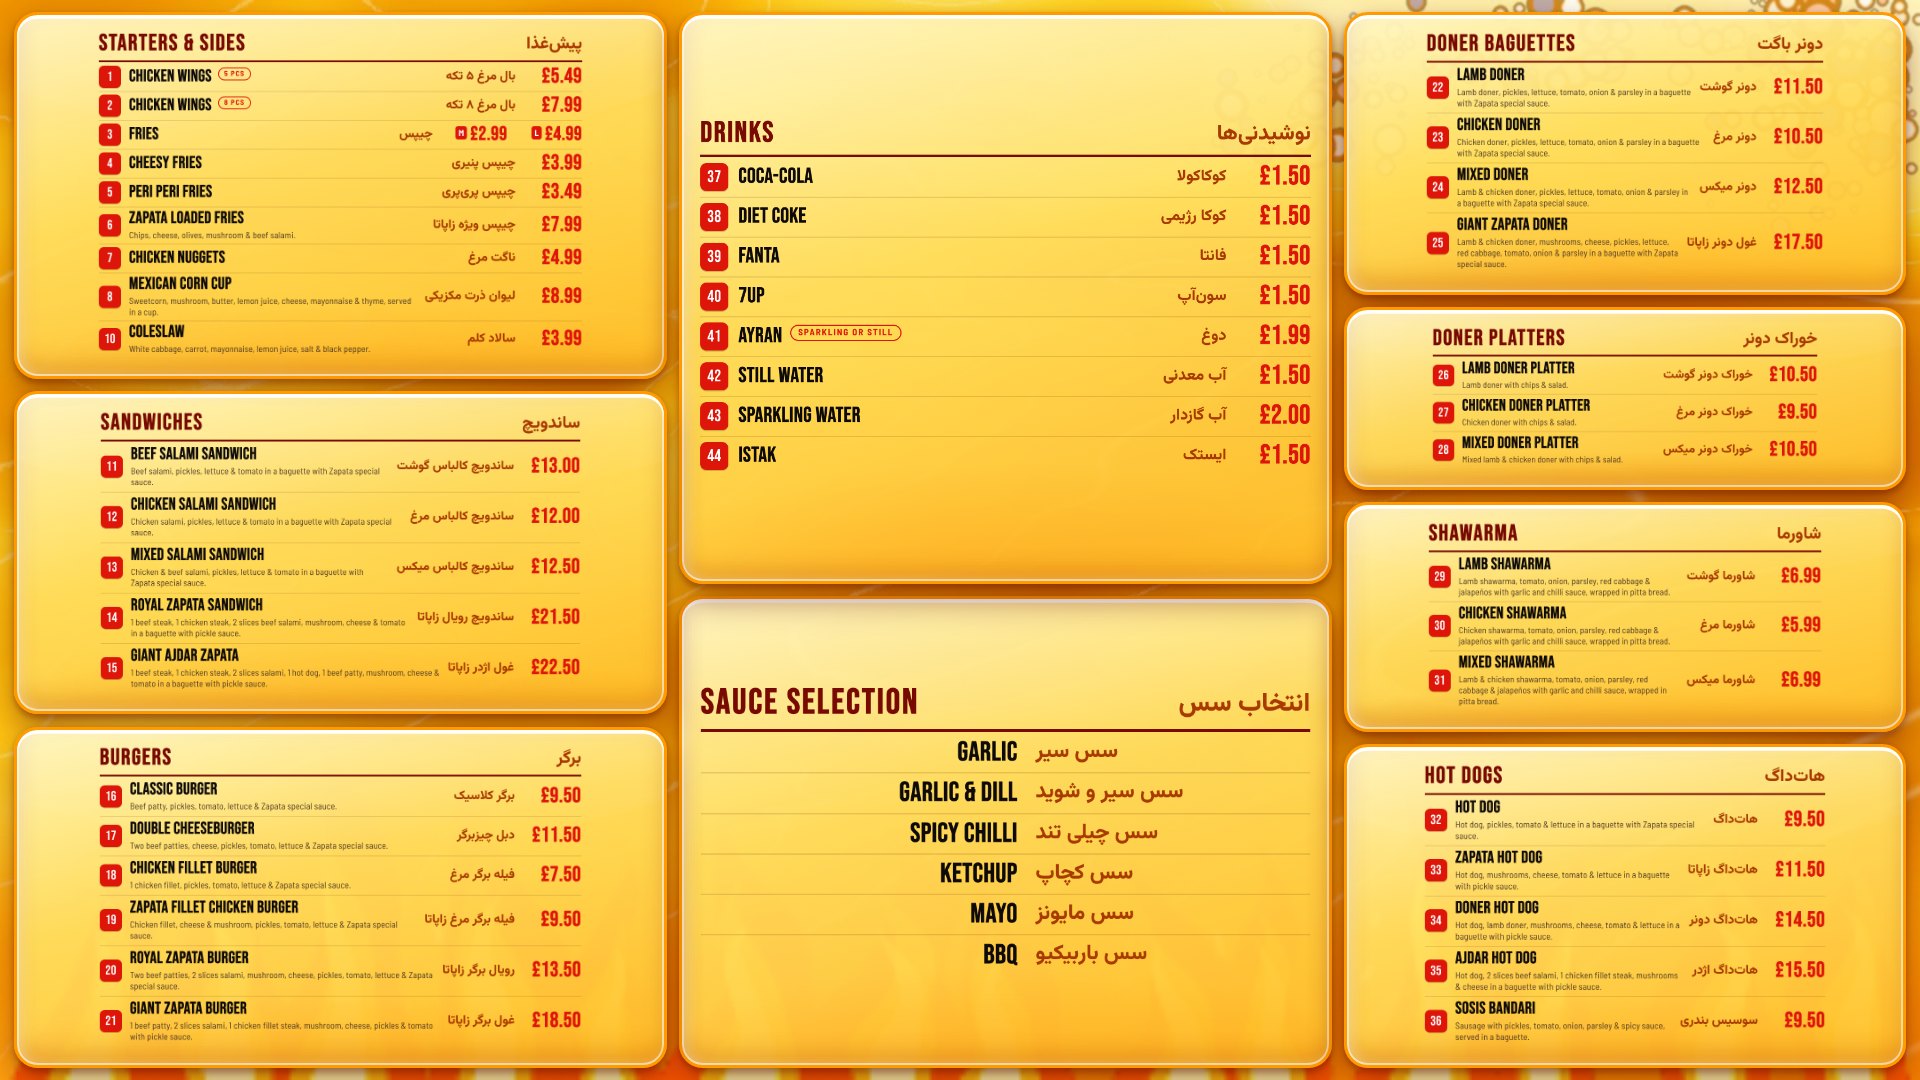 STARTERS & SIDES پیش‌غذا
1 CHICKEN WINGS 5 PCS بال مرغ ۵ تکه £5.49
2 CHICKEN WINGS 8 PCS بال مرغ ۸ تکه £7.99
3 FRIES چیپس M £2.99 L £4.99
4 CHEESY FRIES چیپس پنیری £3.99
5 PERI PERI FRIES چیپس پری‌پری £3.49
6 ZAPATA LOADED FRIES چیپس ویژه زاپاتا £7.99
Chips, cheese, olives, mushroom & beef salami.
7 CHICKEN NUGGETS ناگت مرغ £4.99
8 MEXICAN CORN CUP لیوان ذرت مکزیکی £8.99
Sweetcorn, mushroom, butter, lemon juice, cheese, mayonnaise & thyme, served
in a cup.
10 COLESLAW سالاد کلم £3.99
White cabbage, carrot, mayonnaise, lemon juice, salt & black pepper.
SANDWICHES ساندویچ
11 BEEF SALAMI SANDWICH ساندویچ کالباس گوشت £13.00
Beef salami, pickles, lettuce & tomato in a baguette with Zapata special
sauce.
12 CHICKEN SALAMI SANDWICH ساندویچ کالباس مرغ £12.00
Chicken salami, pickles, lettuce & tomato in a baguette with Zapata special
sauce.
13 MIXED SALAMI SANDWICH ساندویچ کالباس میکس £12.50
Chicken & beef salami, pickles, lettuce & tomato in a baguette with
Zapata special sauce.
14 ROYAL ZAPATA SANDWICH ساندویچ رویال زاپاتا £21.50
1 beef steak, 1 chicken steak, 2 slices beef salami, mushroom, cheese & tomato
in a baguette with pickle sauce.
15 GIANT AJDAR ZAPATA غول اژدر زاپاتا £22.50
1 beef steak, 1 chicken steak, 2 slices salami, 1 hot dog, 1 beef patty, mushroom, cheese &
tomato in a baguette with pickle sauce.
BURGERS برگر
16 CLASSIC BURGER برگر کلاسیک £9.50
Beef patty, pickles, tomato, lettuce & Zapata special sauce.
17 DOUBLE CHEESEBURGER دبل چیزبرگر £11.50
Two beef patties, cheese, pickles, tomato, lettuce & Zapata special sauce.
18 CHICKEN FILLET BURGER فیله برگر مرغ £7.50
1 chicken fillet, pickles, tomato, lettuce & Zapata special sauce.
19 ZAPATA FILLET CHICKEN BURGER فیله برگر مرغ زاپاتا £9.50
Chicken fillet, cheese & mushroom, pickles, tomato, lettuce & Zapata special
sauce.
20 ROYAL ZAPATA BURGER رویال برگر زاپاتا £13.50
Two beef patties, 2 slices salami, mushroom, cheese, pickles, tomato, lettuce & Zapata
special sauce.
21 GIANT ZAPATA BURGER غول برگر زاپاتا £18.50
1 beef patty, 2 slices salami, 1 chicken fillet steak, mushroom, cheese, pickles & tomato
with pickle sauce.
DRINKS نوشیدنی‌ها
37 COCA-COLA کوکاکولا £1.50
38 DIET COKE کوکا رژیمی £1.50
39 FANTA فانتا £1.50
40 7UP سون‌آپ £1.50
41 AYRAN SPARKLING OR STILL دوغ £1.99
42 STILL WATER آب معدنی £1.50
43 SPARKLING WATER آب گازدار £2.00
44 ISTAK ایستک £1.50
SAUCE SELECTION انتخاب سس
GARLIC سس سیر
GARLIC & DILL سس سیر و شوید
SPICY CHILLI سس چیلی تند
KETCHUP سس کچاپ
MAYO سس مایونز
BBQ سس باربیکیو
DONER BAGUETTES دونر باگت
22 LAMB DONER دونر گوشت £11.50
Lamb doner, pickles, lettuce, tomato, onion & parsley in a baguette
with Zapata special sauce.
23 CHICKEN DONER دونر مرغ £10.50
Chicken doner, pickles, lettuce, tomato, onion & parsley in a baguette
with Zapata special sauce.
24 MIXED DONER دونر میکس £12.50
Lamb & chicken doner, pickles, lettuce, tomato, onion & parsley in
a baguette with Zapata special sauce.
25 GIANT ZAPATA DONER غول دونر زاپاتا £17.50
Lamb & chicken doner, mushrooms, cheese, pickles, lettuce,
red cabbage, tomato, onion & parsley in a baguette with Zapata
special sauce.
DONER PLATTERS خوراک دونر
26 LAMB DONER PLATTER خوراک دونر گوشت £10.50
Lamb doner with chips & salad.
27 CHICKEN DONER PLATTER خوراک دونر مرغ £9.50
Chicken doner with chips & salad.
28 MIXED DONER PLATTER خوراک دونر میکس £10.50
Mixed lamb & chicken doner with chips & salad.
SHAWARMA شاورما
29 LAMB SHAWARMA شاورما گوشت £6.99
Lamb shawarma, tomato, onion, parsley, red cabbage &
jalapeños with garlic and chilli sauce, wrapped in pitta bread.
30 CHICKEN SHAWARMA شاورما مرغ £5.99
Chicken shawarma, tomato, onion, parsley, red cabbage &
jalapeños with garlic and chilli sauce, wrapped in pitta bread.
31 MIXED SHAWARMA شاورما میکس £6.99
Lamb & chicken shawarma, tomato, onion, parsley, red
cabbage & jalapeños with garlic and chilli sauce, wrapped in
pitta bread.
HOT DOGS هات‌داگ
32 HOT DOG هات‌داگ £9.50
Hot dog, pickles, tomato & lettuce in a baguette with Zapata special
sauce.
33 ZAPATA HOT DOG هات‌داگ زاپاتا £11.50
Hot dog, mushrooms, cheese, tomato & lettuce in a baguette
with pickle sauce.
34 DONER HOT DOG هات‌داگ دونر £14.50
Hot dog, lamb doner, mushrooms, cheese, tomato & lettuce in a
baguette with pickle sauce.
35 AJDAR HOT DOG هات‌داگ اژدر £15.50
Hot dog, 2 slices beef salami, 1 chicken fillet steak, mushrooms
& cheese in a baguette with pickle sauce.
36 SOSIS BANDARI سوسیس بندری £9.50
Sausage with pickles, tomato, onion, parsley & spicy sauce,
served in a baguette.